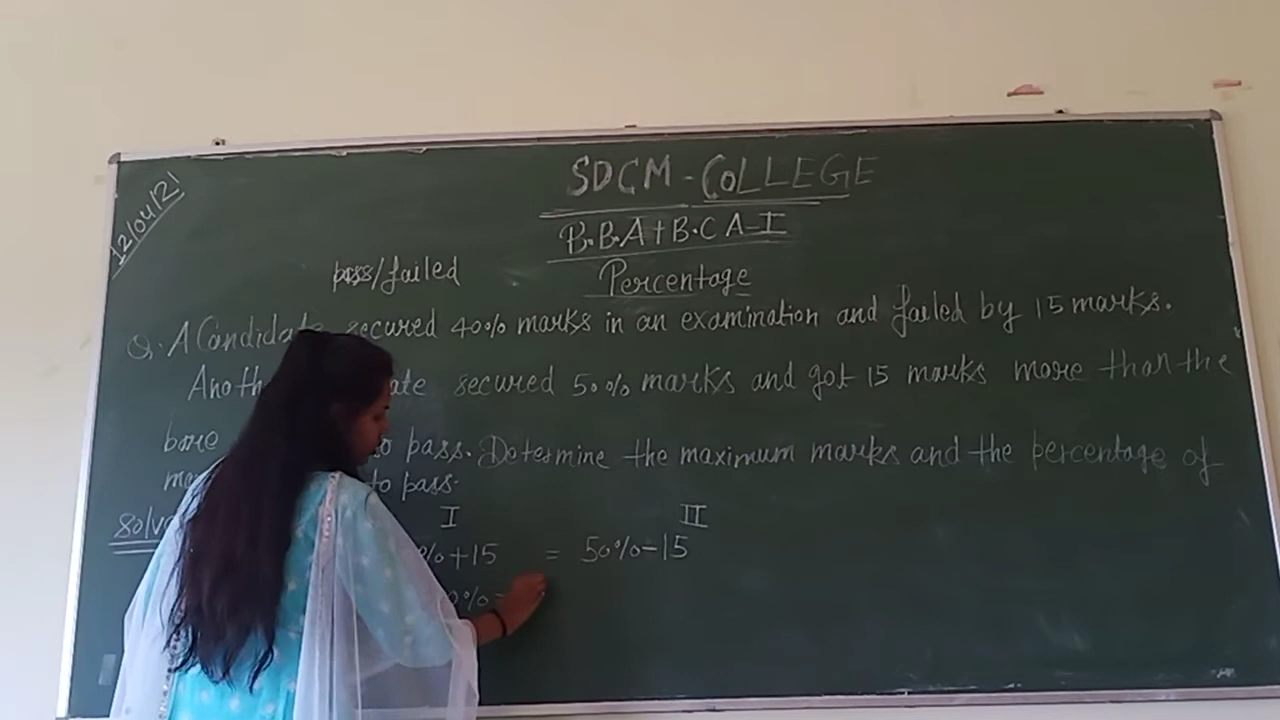 12/04/21
SDCM-COLLEGE
B.B.A+B.C A-I
pass/failed
Percentage
Q. A Candidate secured 40% marks in an examination and failed by 15 marks.
secured 50% marks and got 15 marks more than the
bare to pass. Determine the maximum marks and the percentage of
to pass.
I II
%+15 = 50%-15
0%